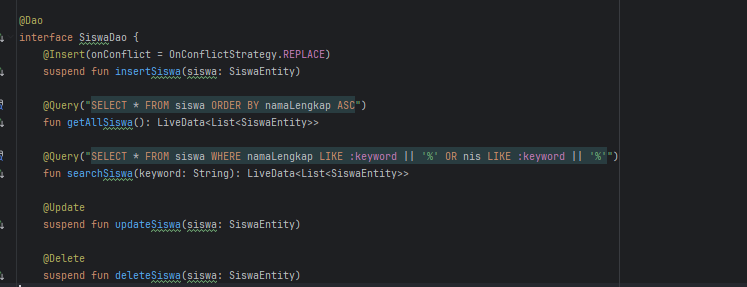 @Dao
interface SiswaDao {
@Insert(onConflict = OnConflictStrategy.REPLACE)
suspend fun insertSiswa(siswa: SiswaEntity)
@Query("SELECT * FROM siswa ORDER BY namaLengkap ASC")
fun getAllSiswa(): LiveData<List<SiswaEntity>>
@Query("SELECT * FROM siswa WHERE namaLengkap LIKE :keyword || '%' OR nis LIKE :keyword || '%'")
fun searchSiswa(keyword: String): LiveData<List<SiswaEntity>>
@Update
suspend fun updateSiswa(siswa: SiswaEntity)
@Delete
suspend fun deleteSiswa(siswa: SiswaEntity)